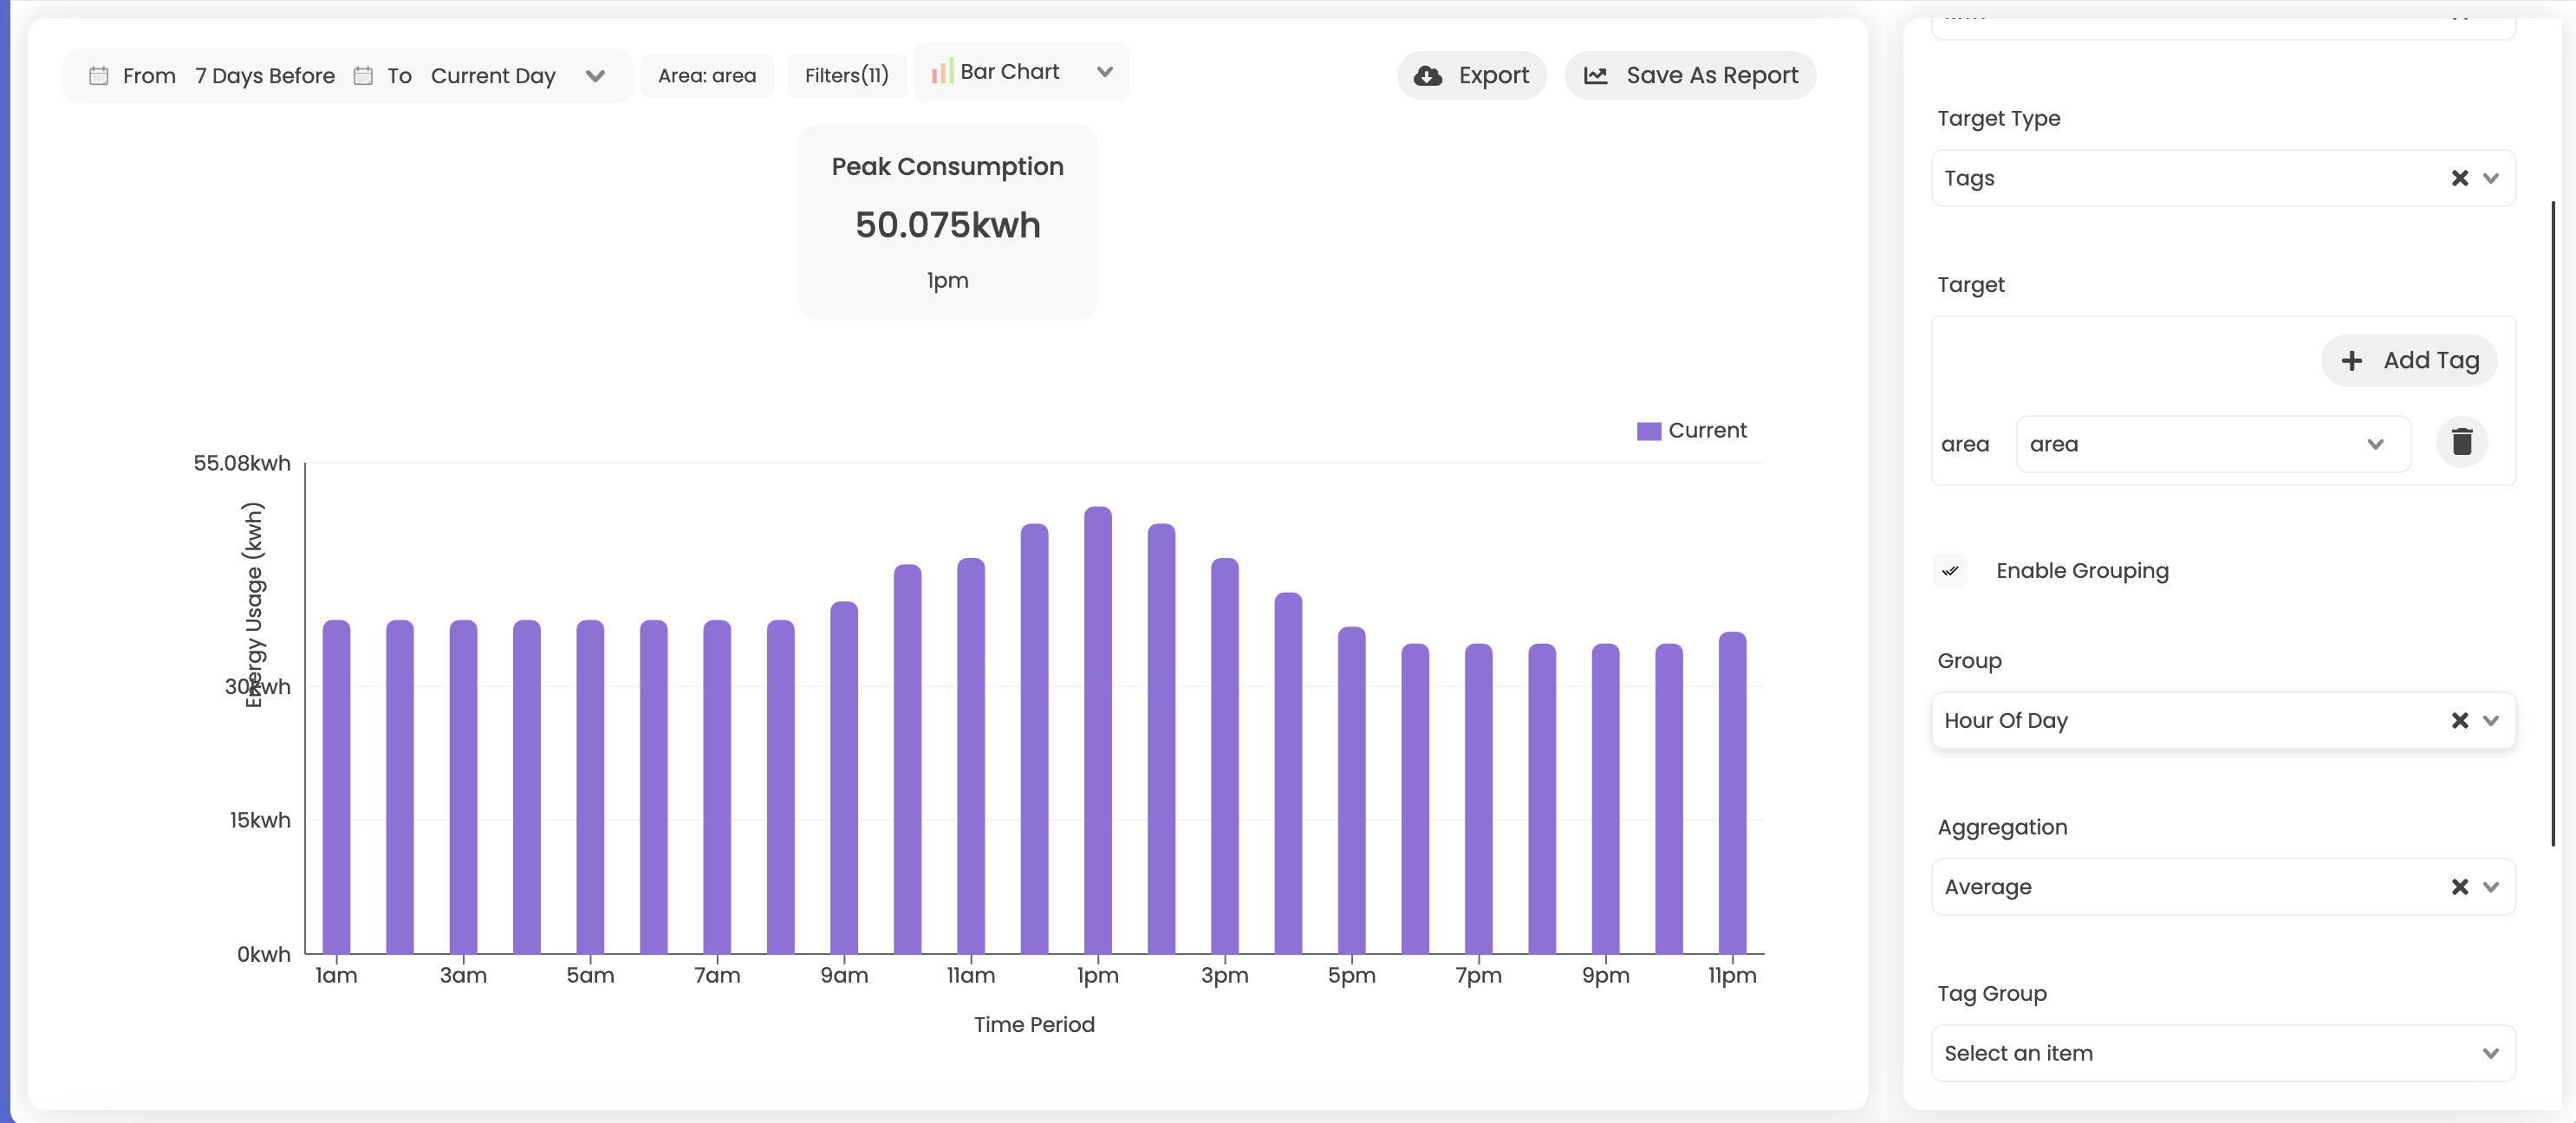 From 7 Days Before To Current Day
Area: area
Filters(11)
Bar Chart
Export
Save As Report
Peak Consumption
50.075kwh
1pm
Current
55.08kwh
30kwh
15kwh
0kwh
Energy Usage (kwh)
1am 3am 5am 7am 9am 11am 1pm 3pm 5pm 7pm 9pm 11pm
Time Period
Target Type
Tags
Target
Add Tag
area area
Enable Grouping
Group
Hour Of Day
Aggregation
Average
Tag Group
Select an item